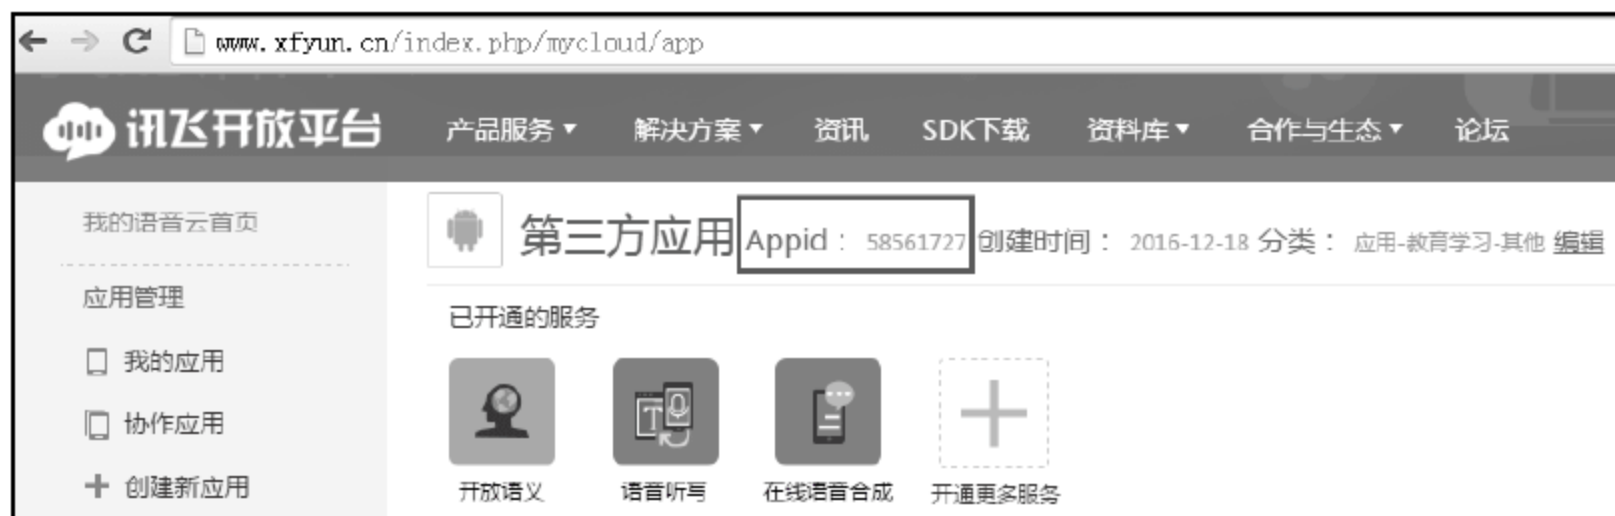 www.xfyun.cn/index.php/mycloud/app
讯飞开放平台 产品服务 解决方案 资讯 SDK下载 资料库 合作与生态 论坛
我的语音云首页
第三方应用 Appid： 58561727 创建时间： 2016-12-18 分类： 应用-教育学习-其他 编辑
应用管理
已开通的服务
我的应用
协作应用
创建新应用
开放语义 语音听写 在线语音合成 开通更多服务